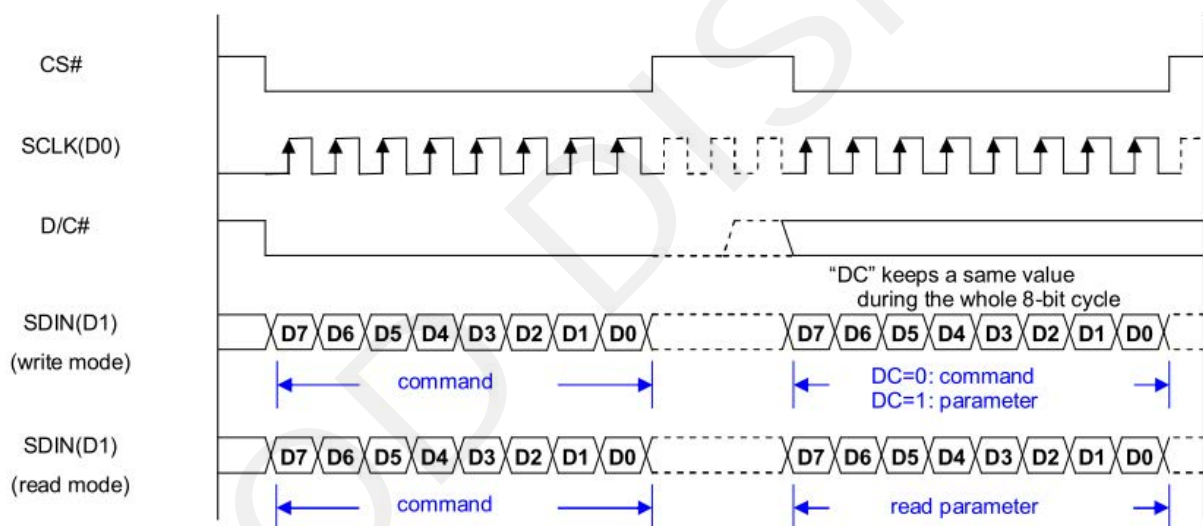 CS#
SCLK(D0)
D/C#
"DC" keeps a same value
during the whole 8-bit cycle
SDIN(D1)
(write mode)
D7 D6 D5 D4 D3 D2 D1 D0
D7 D6 D5 D4 D3 D2 D1 D0
command
DC=0: command
DC=1: parameter
SDIN(D1)
(read mode)
D7 D6 D5 D4 D3 D2 D1 D0
D7 D6 D5 D4 D3 D2 D1 D0
command
read parameter